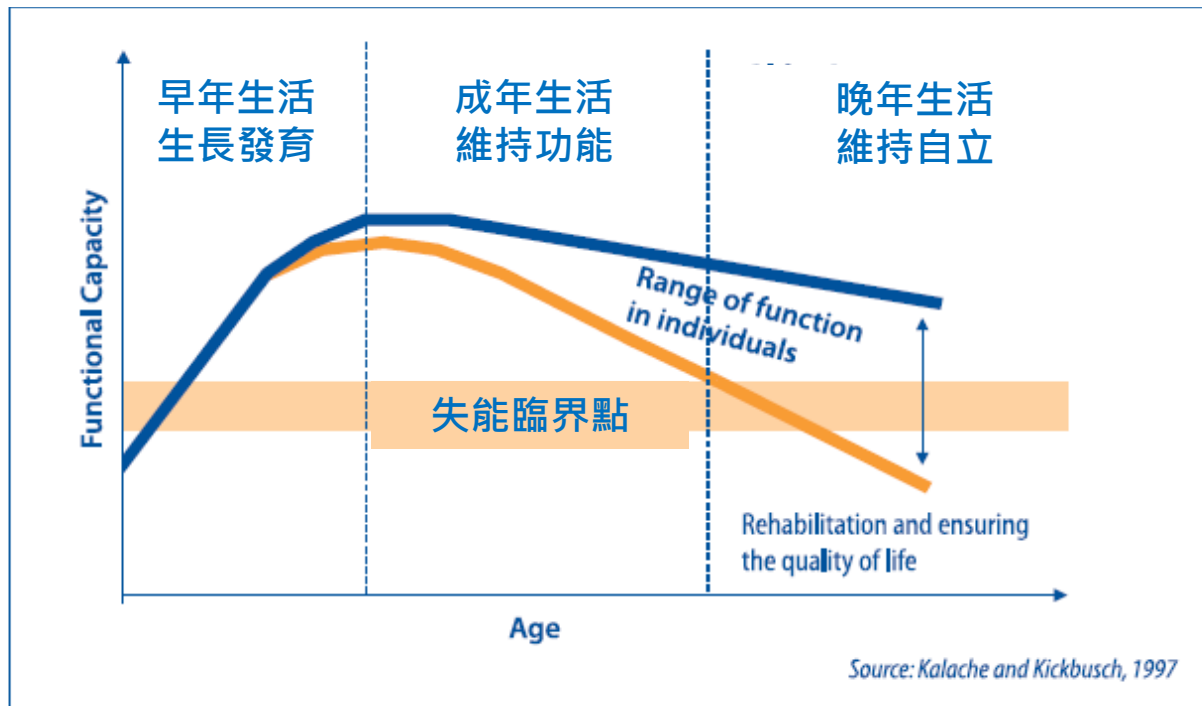 早年生活
生長發育
成年生活
維持功能
晚年生活
維持自立
Functional Capacity
Range of function
in individuals
失能臨界點
Rehabilitation and ensuring
the quality of life
Age
Source: Kalache and Kickbusch, 1997